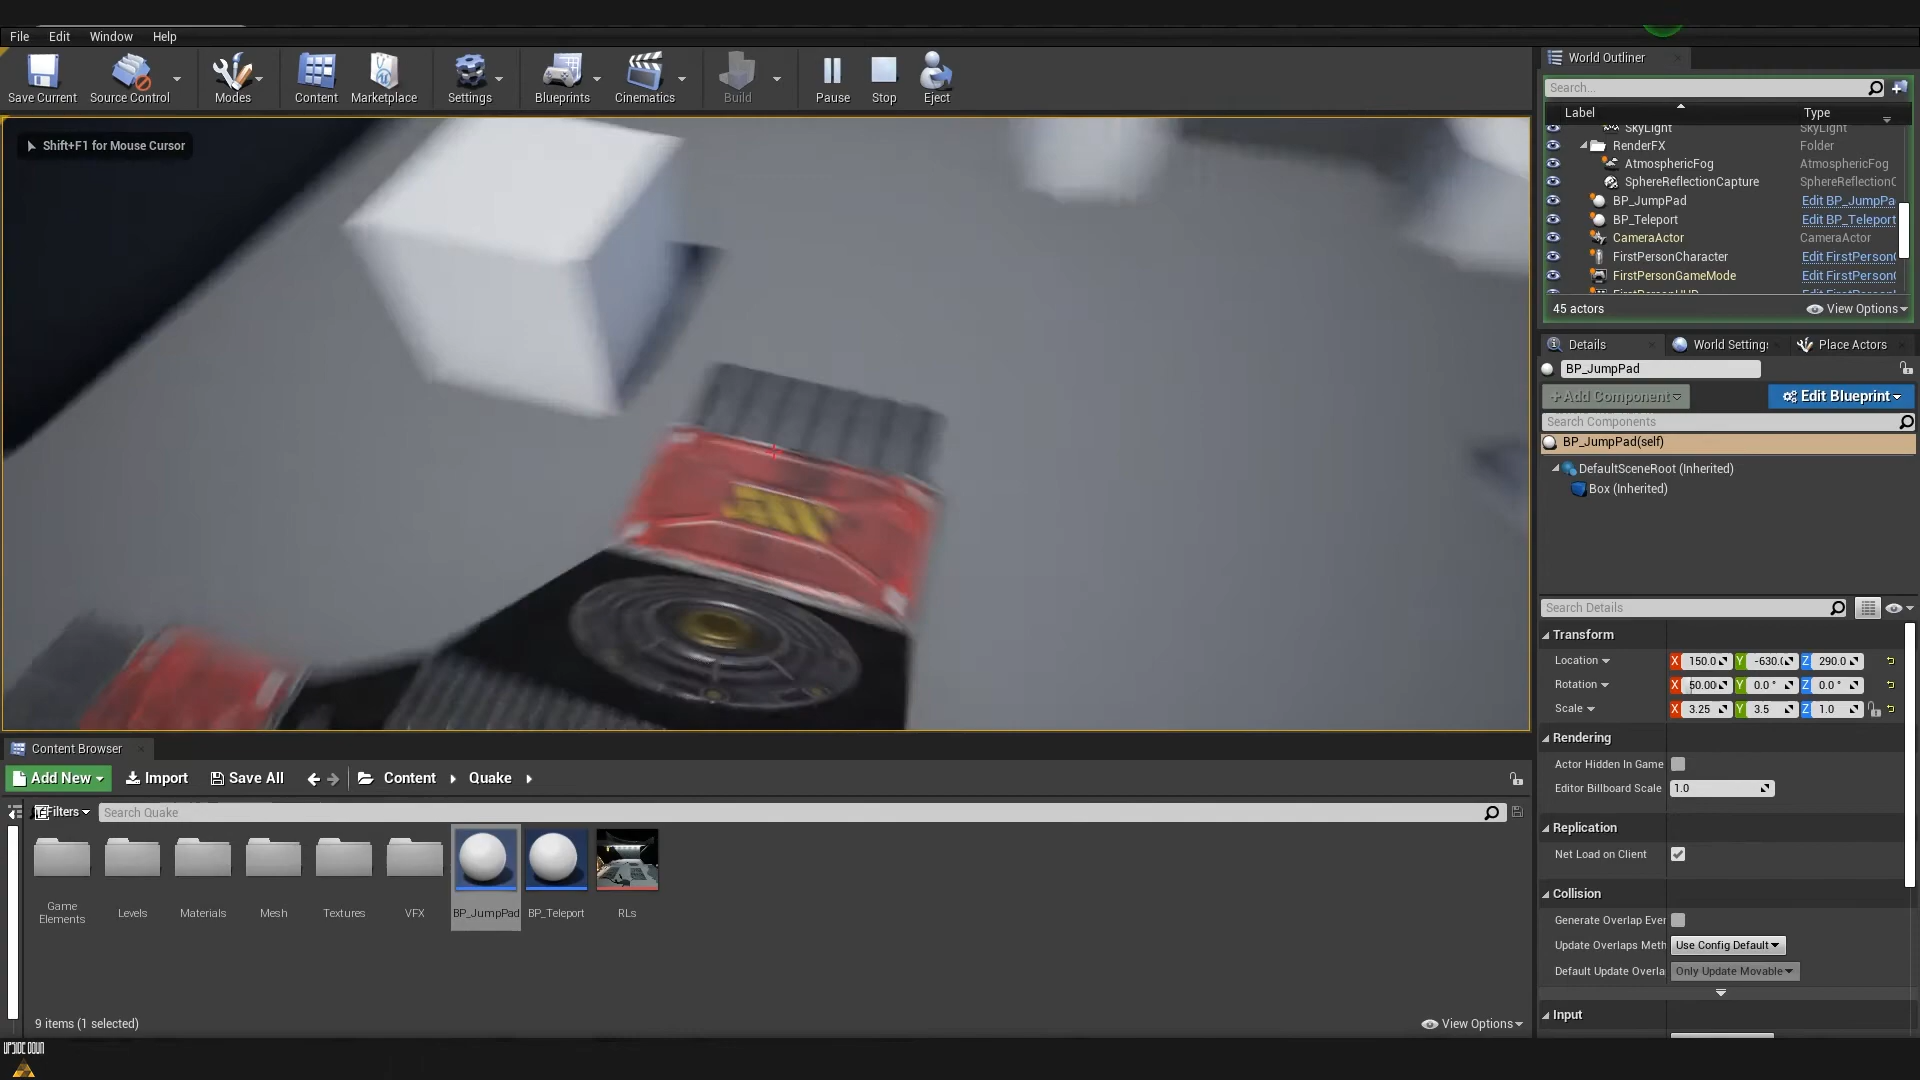 File Edit Window Help
Save Current Source Control Modes Content Marketplace Settings Blueprints Cinematics Build Pause Stop Eject
Shift+F1 for Mouse Cursor
World Outliner
Search...
Label Type
SkyLight SkyLight
RenderFX Folder
AtmosphericFog AtmosphericFog
SphereReflectionCapture SphereReflectionC
BP_JumpPad Edit BP_JumpPa
BP_Teleport Edit BP_Teleport
CameraActor CameraActor
FirstPersonCharacter Edit FirstPerson
FirstPersonGameMode Edit FirstPerson
45 actors View Options
Details World Setting Place Actors
BP_JumpPad
+Add Component Edit Blueprint
Search Components
BP_JumpPad(self)
DefaultSceneRoot (Inherited)
Box (Inherited)
Search Details
Transform
Location X 150.0 Y -630.0 Z 290.0
Rotation X 50.00 Y 0.0 ° Z 0.0 °
Scale X 3.25 Y 3.5 Z 1.0
Rendering
Actor Hidden In Game
Editor Billboard Scale 1.0
Replication
Net Load on Client
Collision
Generate Overlap Ever
Update Overlaps Meth Use Config Default
Default Update Overla Only Update Movable
Input
Content Browser
Add New Import Save All Content Quake
Filters Search Quake
Game Elements Levels Materials Mesh Textures VFX BP_JumpPad BP_Teleport RLs
9 items (1 selected) View Options
UPSIDE DOWN